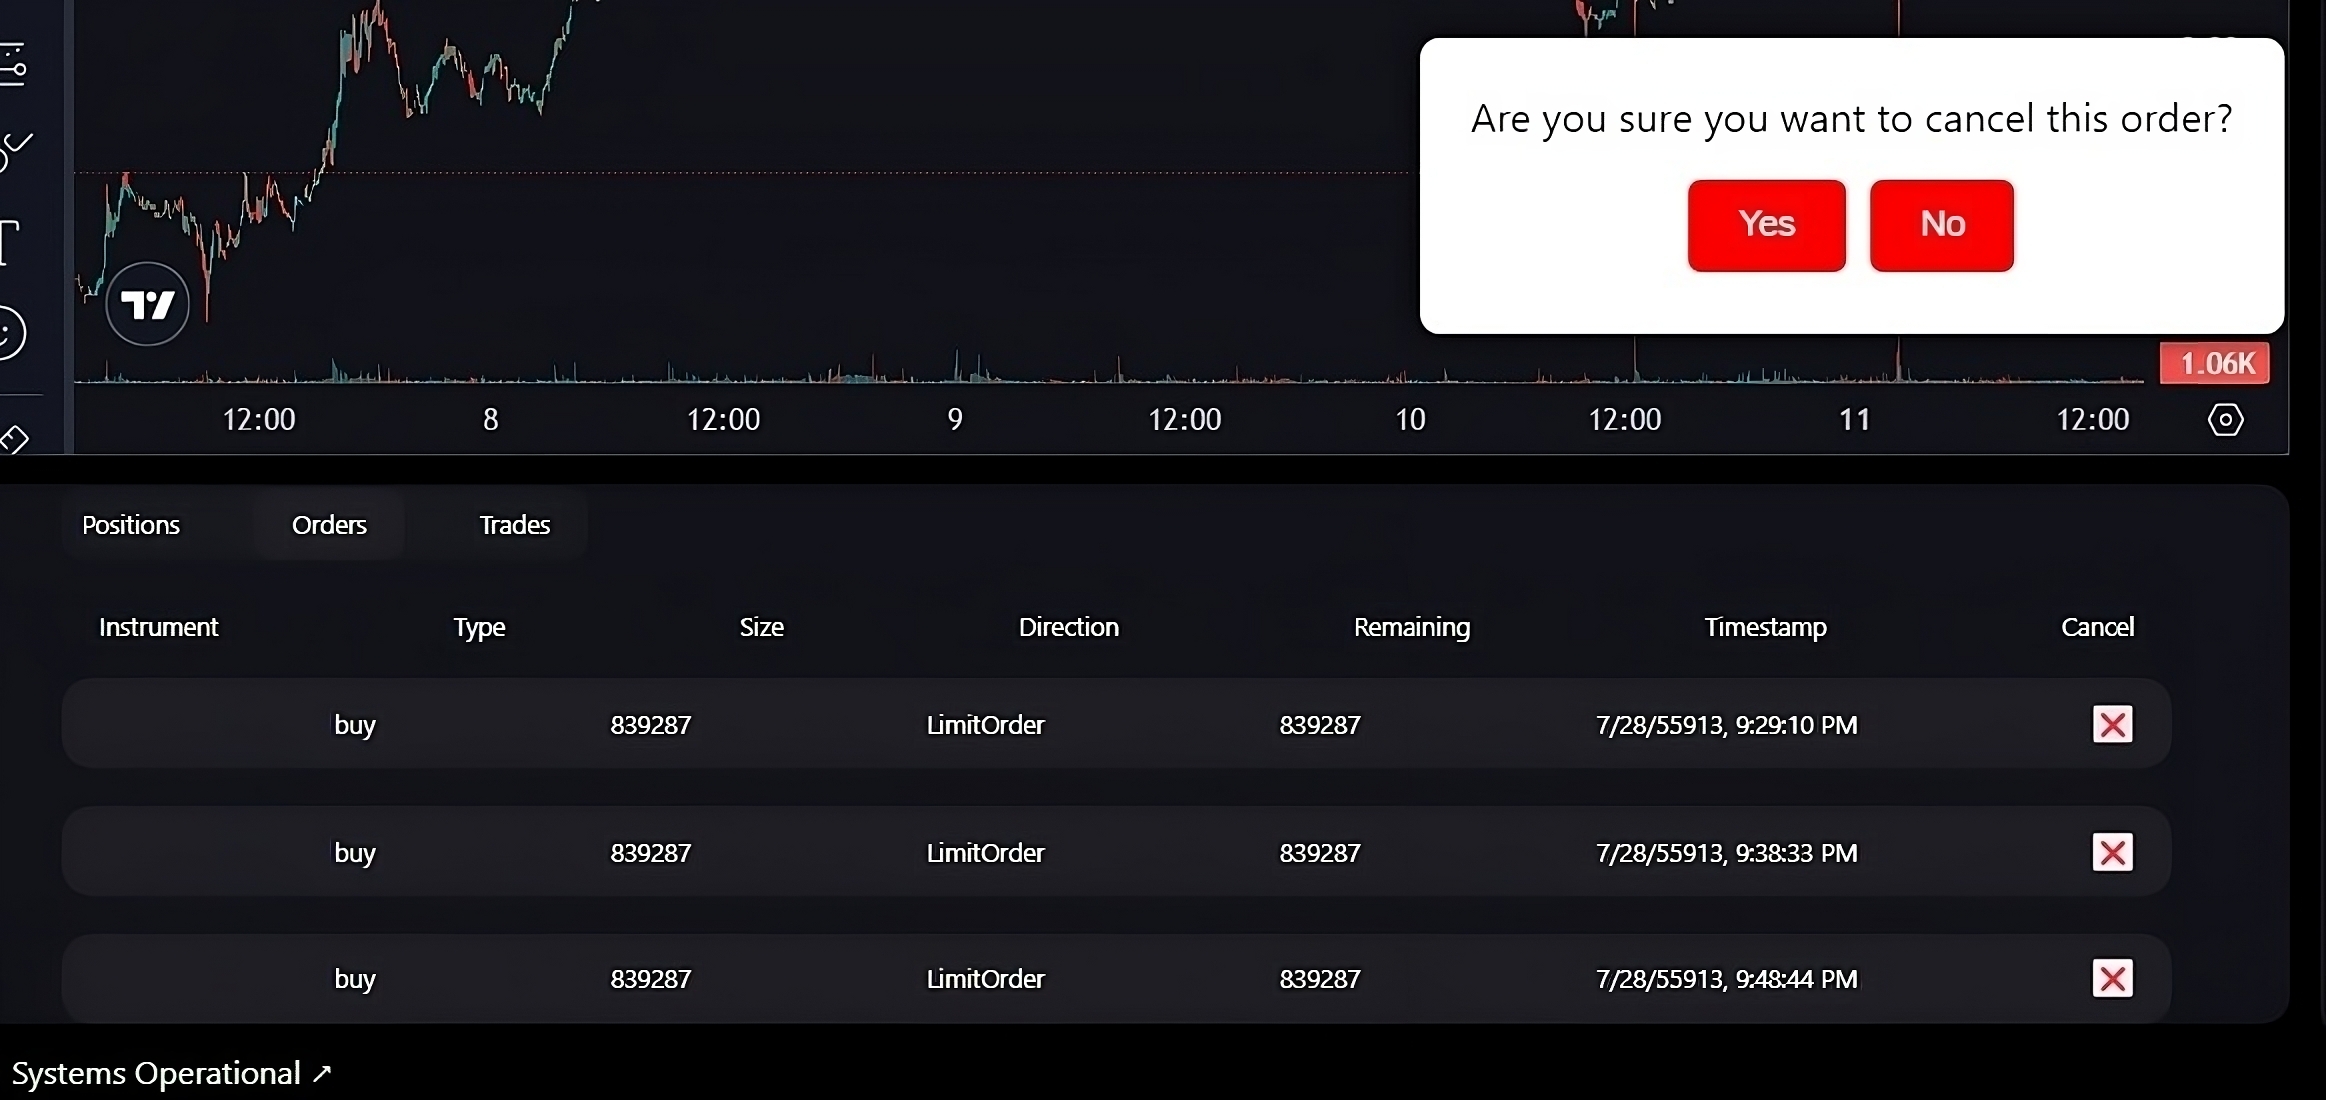 Are you sure you want to cancel this order?
Yes No
1.06K
12:00 8 12:00 9 12:00 10 12:00 11 12:00
Positions Orders Trades
Instrument Type Size Direction Remaining Timestamp Cancel
buy 839287 LimitOrder 839287 7/28/55913, 9:29:10 PM
buy 839287 LimitOrder 839287 7/28/55913, 9:38:33 PM
buy 839287 LimitOrder 839287 7/28/55913, 9:48:44 PM
Systems Operational ↗